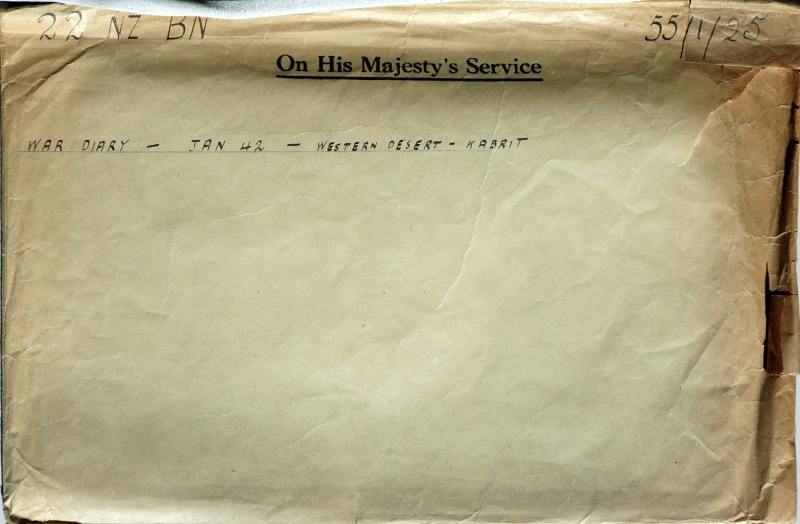 22 NZ BN 55/1/25
On His Majesty's Service
WAR DIARY - JAN 42 - WESTERN DESERT - KABRIT